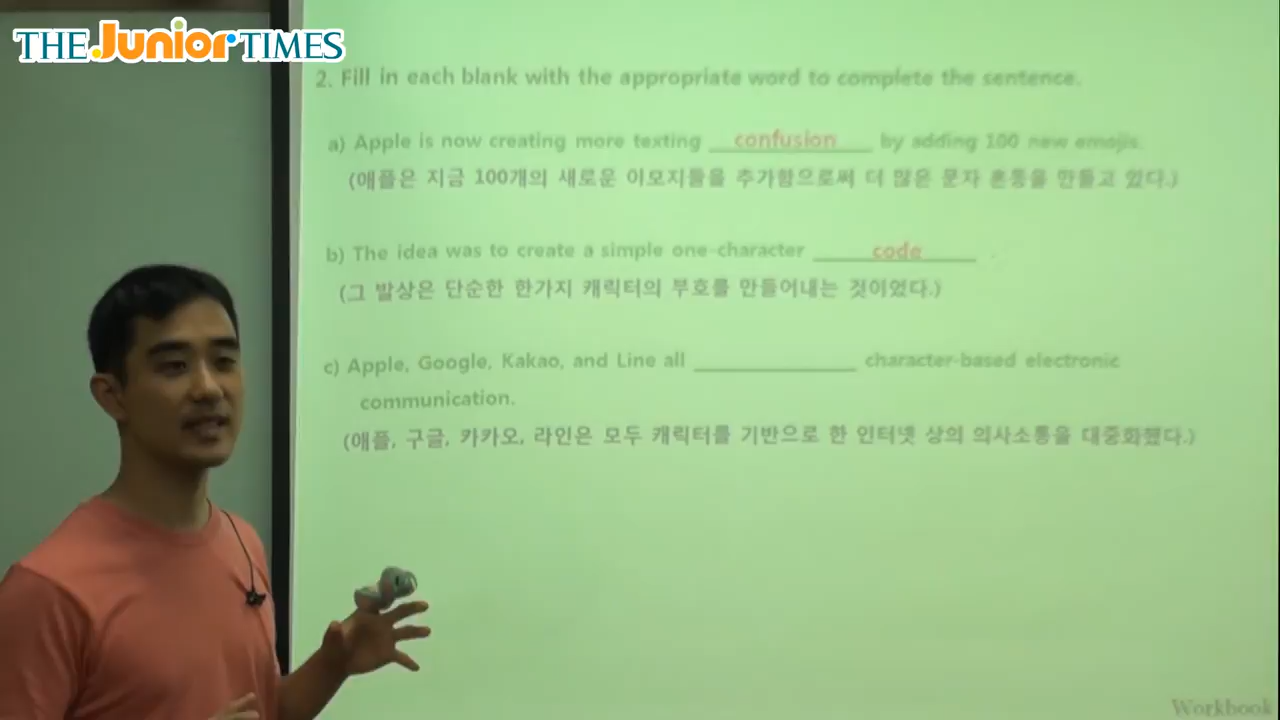 THE Junior TIMES
2. Fill in each blank with the appropriate word to complete the sentence.
a) Apple is now creating more texting confusion by adding 100 new emojis.
(애플은 지금 100개의 새로운 이모지들을 추가함으로써 더 많은 문자 혼동을 만들고 있다.)
b) The idea was to create a simple one-character code
(그 발상은 단순한 한가지 캐릭터의 부호를 만들어내는 것이었다.)
c) Apple, Google, Kakao, and Line all ____________ character-based electronic
communication.
(애플, 구글, 카카오, 라인은 모두 캐릭터를 기반으로 한 인터넷 상의 의사소통을 대중화했다.)
Workbook